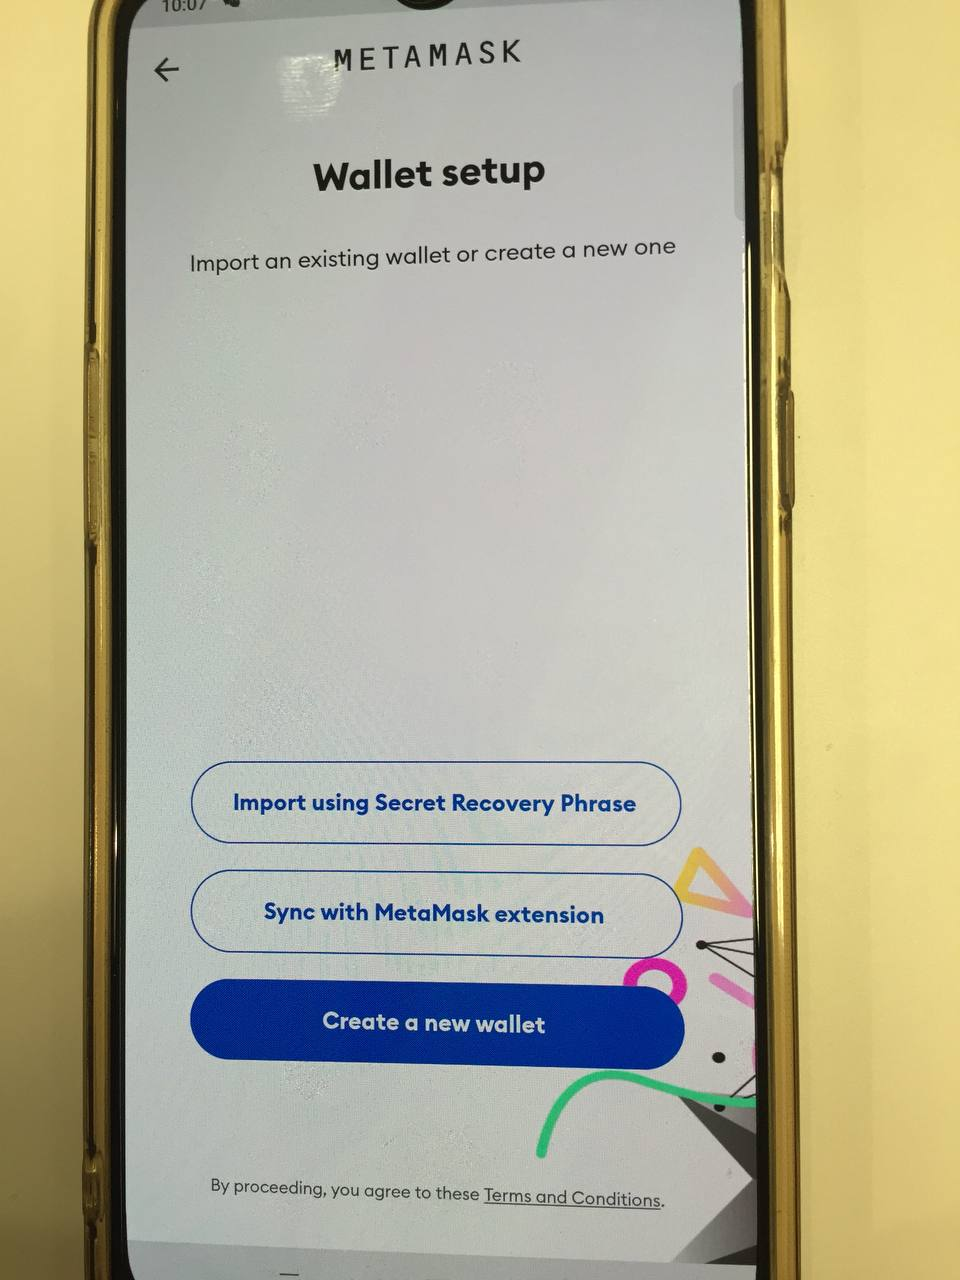 10:07
METAMASK
Wallet setup
Import an existing wallet or create a new one
Import using Secret Recovery Phrase
Sync with MetaMask extension
Create a new wallet
By proceeding, you agree to these Terms and Conditions.